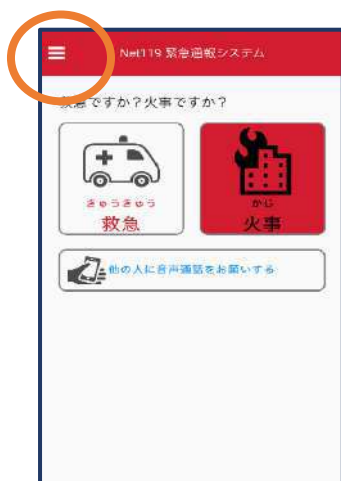 Net119 緊急通報システム
救急ですか？火事ですか？
きゅうきゅう
救急
かじ
火事
他の人に音声通話をお願いする